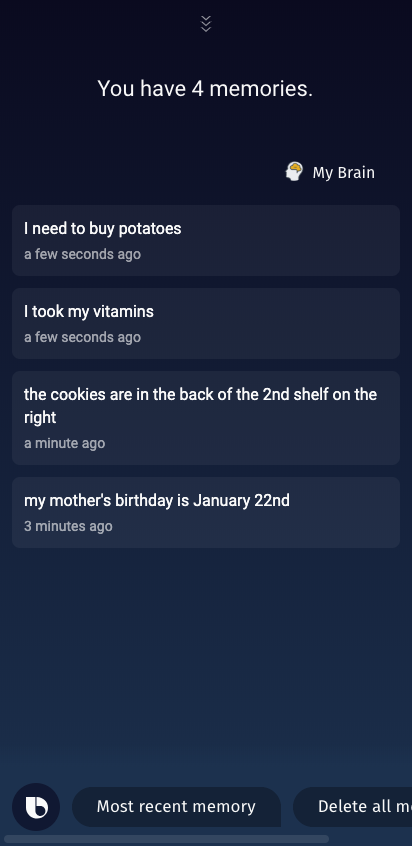 You have 4 memories.
My Brain
I need to buy potatoes
a few seconds ago
I took my vitamins
a few seconds ago
the cookies are in the back of the 2nd shelf on the
right
a minute ago
my mother's birthday is January 22nd
3 minutes ago
Most recent memory
Delete all m